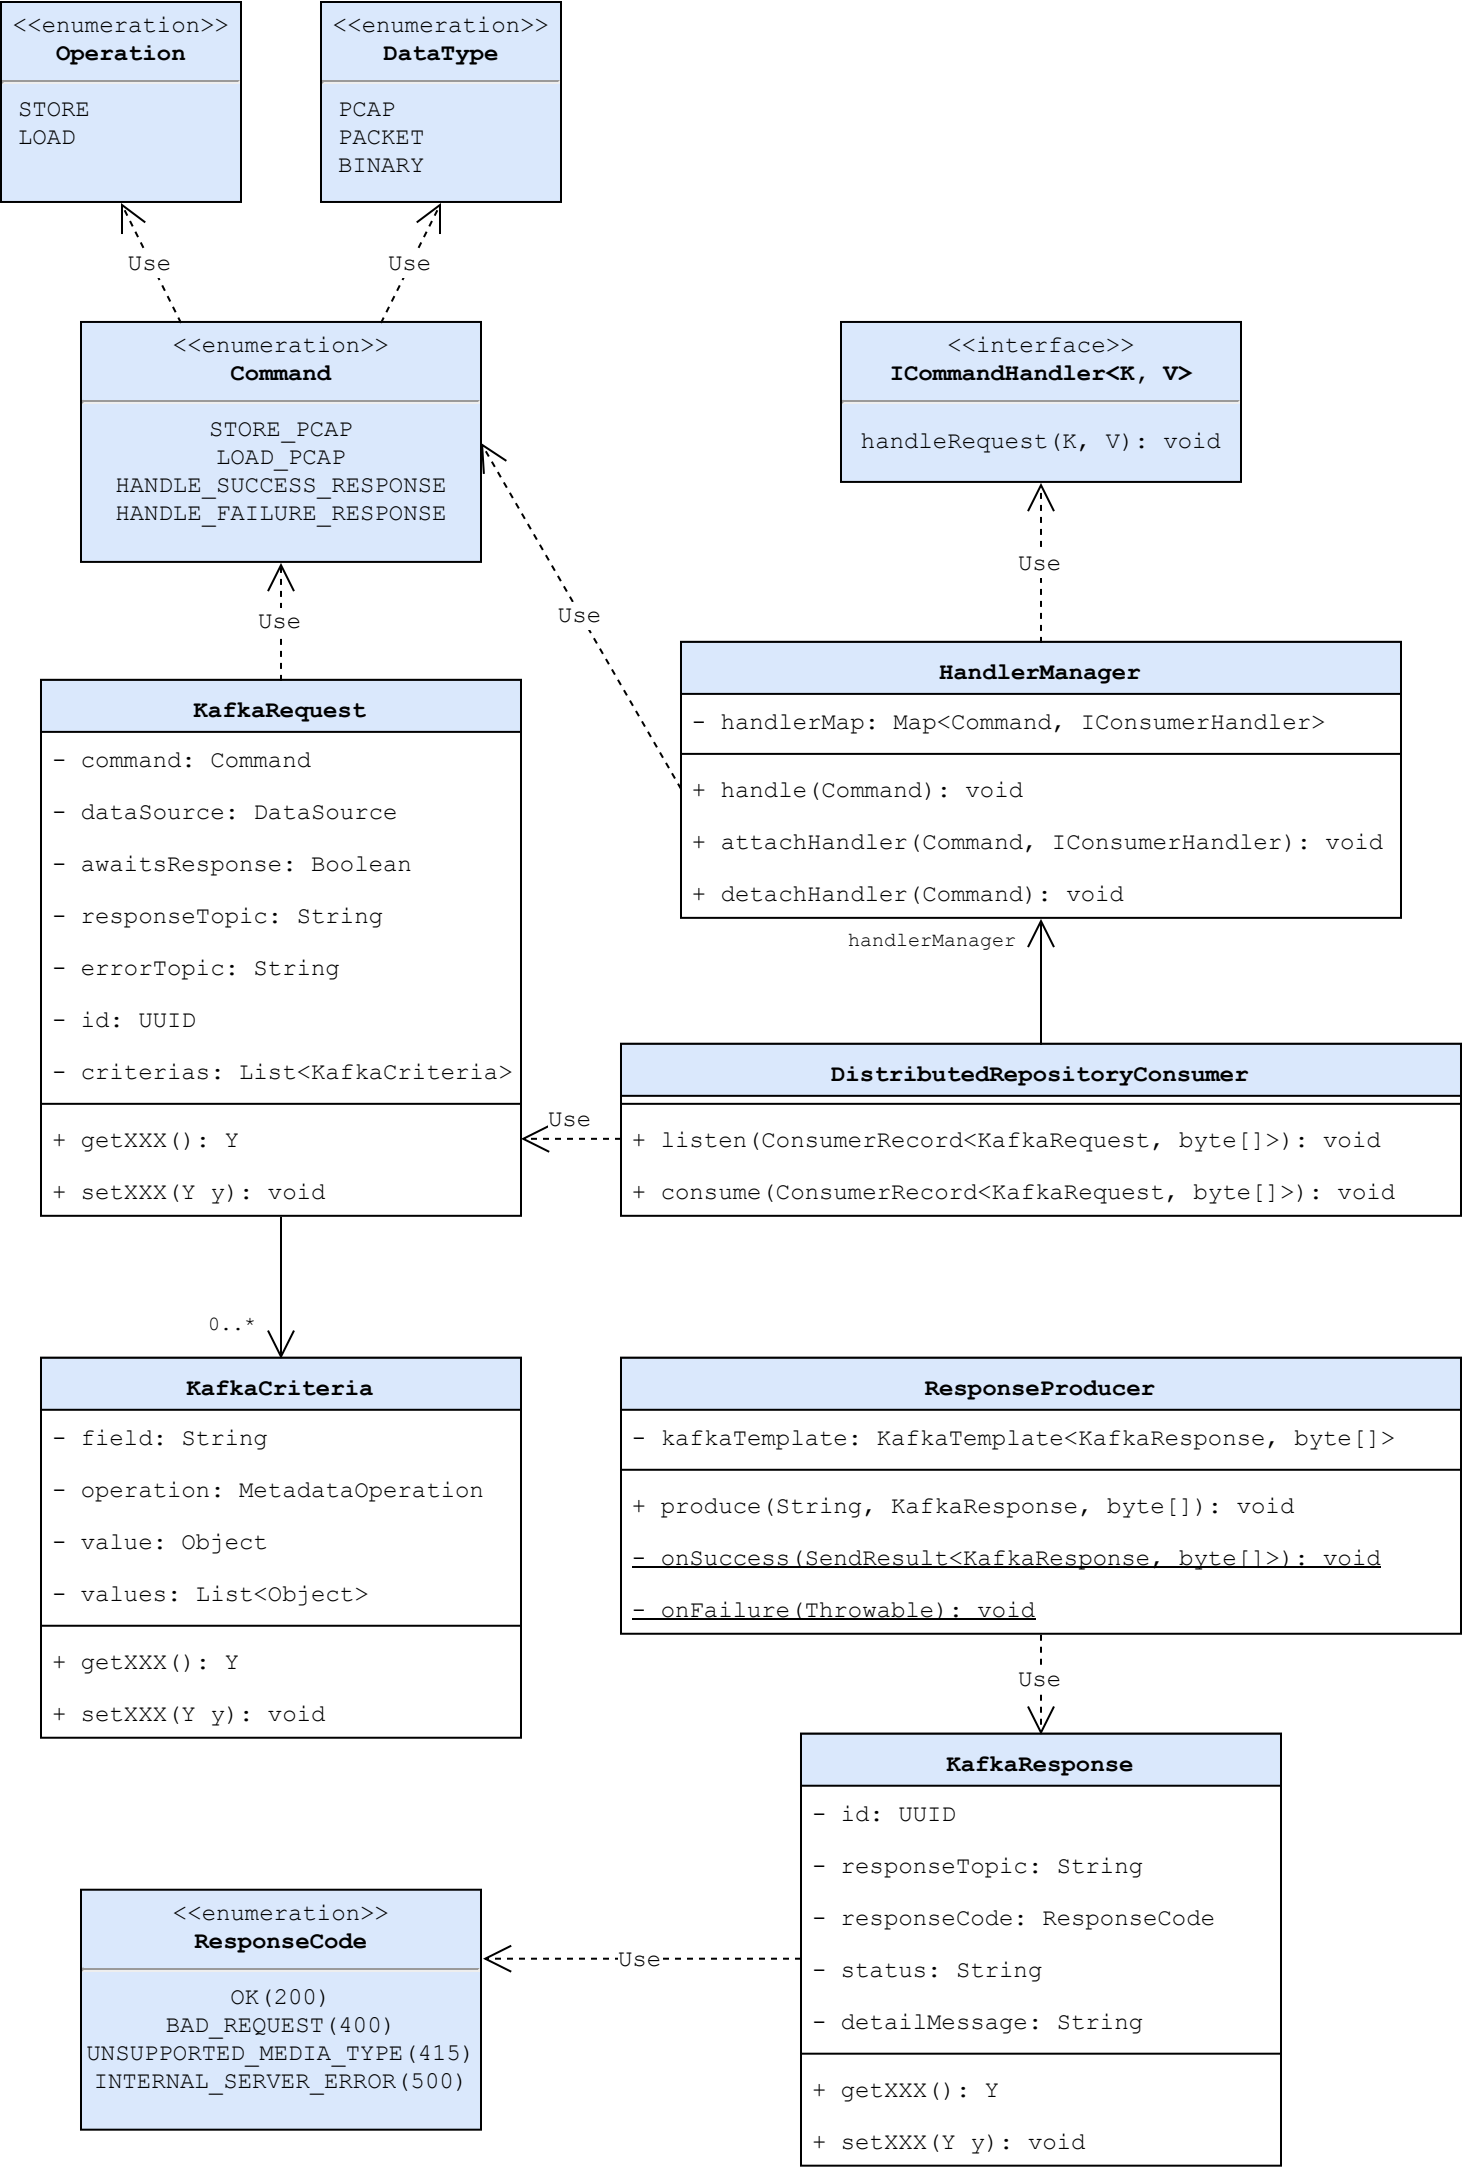 <<enumeration>>
Operation
STORE
LOAD
<<enumeration>>
DataType
PCAP
PACKET
BINARY
Use
Use
<<enumeration>>
Command
STORE_PCAP
LOAD_PCAP
HANDLE_SUCCESS_RESPONSE
HANDLE_FAILURE_RESPONSE
<<interface>>
ICommandHandler<K, V>
handleRequest(K, V): void
Use
Use
Use
KafkaRequest
- command: Command
- dataSource: DataSource
- awaitsResponse: Boolean
- responseTopic: String
- errorTopic: String
- id: UUID
- criterias: List<KafkaCriteria>
+ getXXX(): Y
+ setXXX(Y y): void
HandlerManager
- handlerMap: Map<Command, IConsumerHandler>
+ handle(Command): void
+ attachHandler(Command, IConsumerHandler): void
+ detachHandler(Command): void
handlerManager
DistributedRepositoryConsumer
+ listen(ConsumerRecord<KafkaRequest, byte[]>): void
+ consume(ConsumerRecord<KafkaRequest, byte[]>): void
Use
0..*
KafkaCriteria
- field: String
- operation: MetadataOperation
- value: Object
- values: List<Object>
+ getXXX(): Y
+ setXXX(Y y): void
ResponseProducer
- kafkaTemplate: KafkaTemplate<KafkaResponse, byte[]>
+ produce(String, KafkaResponse, byte[]): void
- onSuccess(SendResult<KafkaResponse, byte[]>): void
- onFailure(Throwable): void
Use
KafkaResponse
- id: UUID
- responseTopic: String
- responseCode: ResponseCode
- status: String
- detailMessage: String
+ getXXX(): Y
+ setXXX(Y y): void
Use
<<enumeration>>
ResponseCode
OK(200)
BAD_REQUEST(400)
UNSUPPORTED_MEDIA_TYPE(415)
INTERNAL_SERVER_ERROR(500)